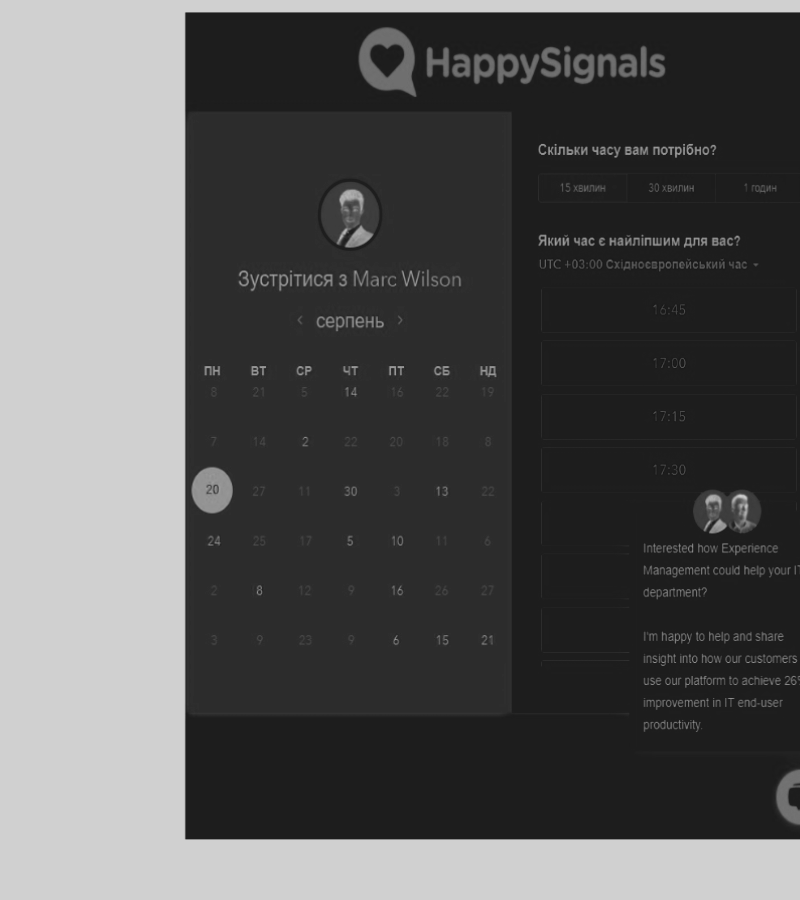 HappySignals
Зустрітися з Marc Wilson
серпень
ПН ВТ СР ЧТ ПТ СБ НД
8 21 5 14 16 22 19
7 14 2 22 20 18 8
20 27 11 30 3 13 22
24 25 17 5 10 11 6
2 8 12 9 16 26 27
3 9 23 9 6 15 21
Скільки часу вам потрібно?
15 хвилин 30 хвилин 1 годин
Який час є найліпшим для вас?
UTC +03:00 Східноєвропейський час
16:45
17:00
17:15
17:30
Interested how Experience
Management could help your IT
department?
I'm happy to help and share
insight into how our customers
use our platform to achieve 26%
improvement in IT end-user
productivity.